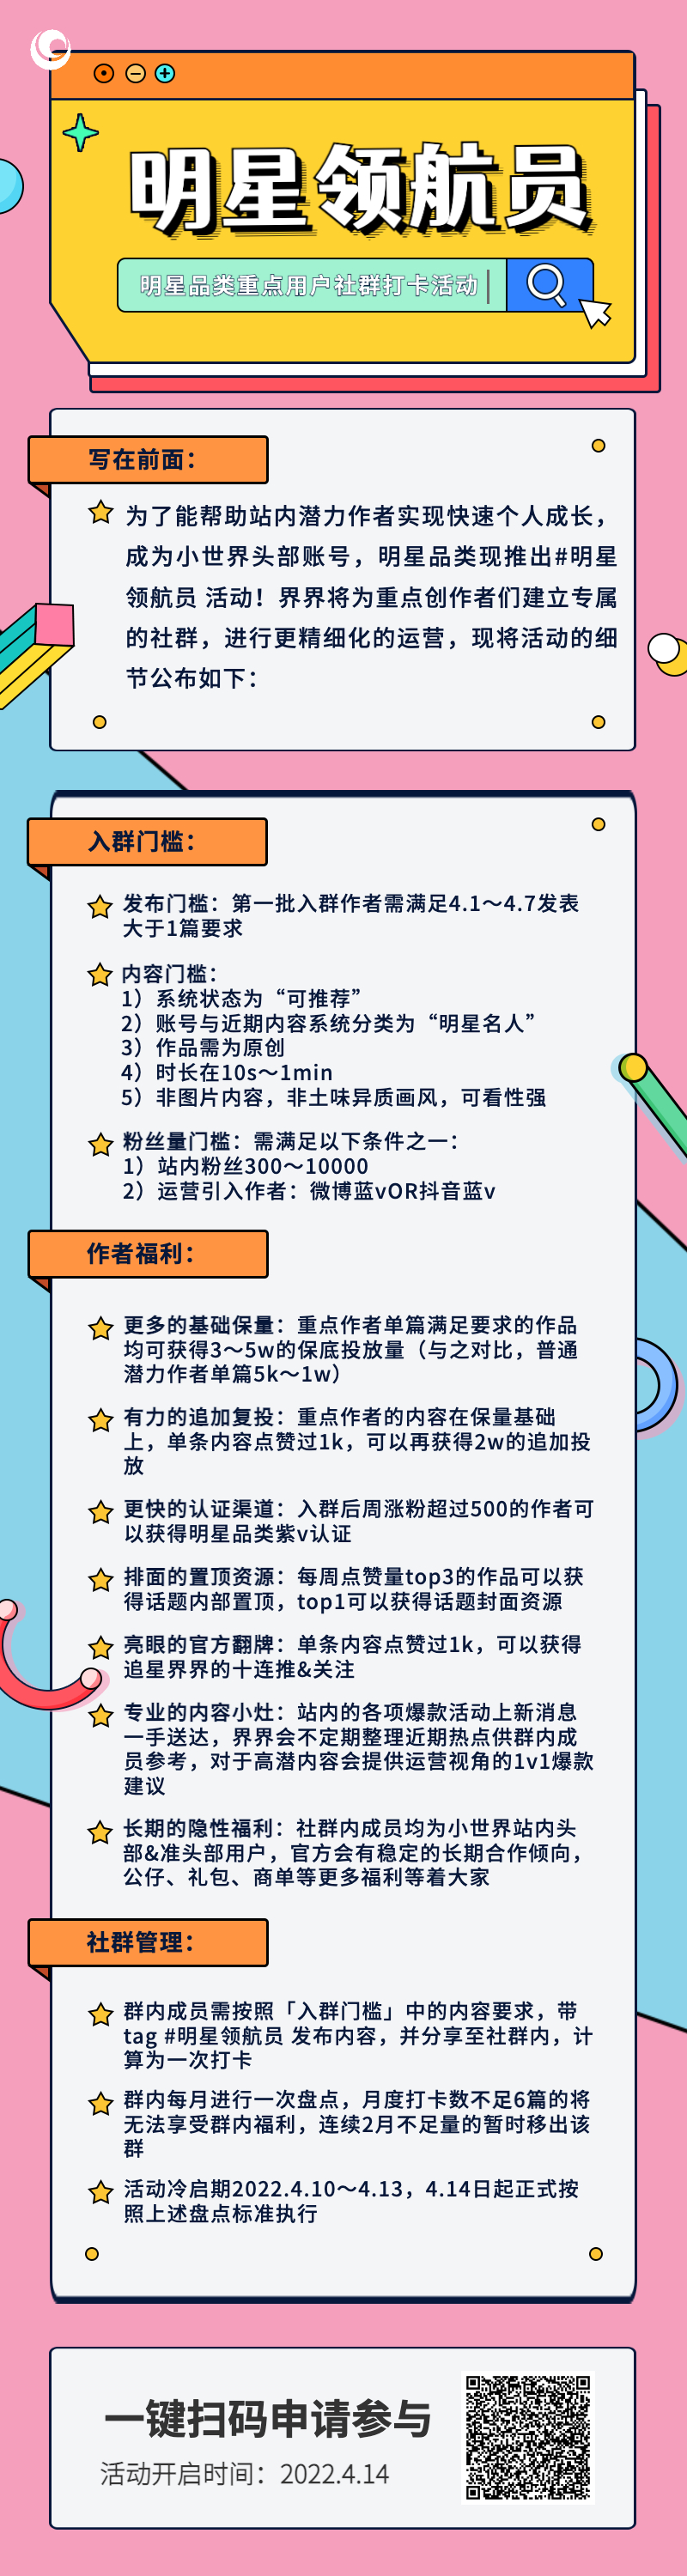 明星领航员
明星品类重点用户社群打卡活动
写在前面：
为了能帮助站内潜力作者实现快速个人成长，
成为小世界头部账号，明星品类现推出#明星
领航员 活动！界界将为重点创作者们建立专属
的社群，进行更精细化的运营，现将活动的细
节公布如下：
入群门槛：
发布门槛：第一批入群作者需满足4.1～4.7发表
大于1篇要求
内容门槛：
1）系统状态为“可推荐”
2）账号与近期内容系统分类为“明星名人”
3）作品需为原创
4）时长在10s～1min
5）非图片内容，非土味异质画风，可看性强
粉丝量门槛：需满足以下条件之一：
1）站内粉丝300～10000
2）运营引入作者：微博蓝vOR抖音蓝v
作者福利：
更多的基础保量：重点作者单篇满足要求的作品
均可获得3～5w的保底投放量（与之对比，普通
潜力作者单篇5k～1w）
有力的追加复投：重点作者的内容在保量基础
上，单条内容点赞过1k，可以再获得2w的追加投
放
更快的认证渠道：入群后周涨粉超过500的作者可
以获得明星品类紫v认证
排面的置顶资源：每周点赞量top3的作品可以获
得话题内部置顶，top1可以获得话题封面资源
亮眼的官方翻牌：单条内容点赞过1k，可以获得
追星界界的十连推&关注
专业的内容小灶：站内的各项爆款活动上新消息
一手送达，界界会不定期整理近期热点供群内成
员参考，对于高潜内容会提供运营视角的1v1爆款
建议
长期的隐性福利：社群内成员均为小世界站内头
部&准头部用户，官方会有稳定的长期合作倾向，
公仔、礼包、商单等更多福利等着大家
社群管理：
群内成员需按照「入群门槛」中的内容要求，带
tag #明星领航员 发布内容，并分享至社群内，计
算为一次打卡
群内每月进行一次盘点，月度打卡数不足6篇的将
无法享受群内福利，连续2月不足量的暂时移出该
群
活动冷启期2022.4.10～4.13，4.14日起正式按
照上述盘点标准执行
一键扫码申请参与
活动开启时间：2022.4.14